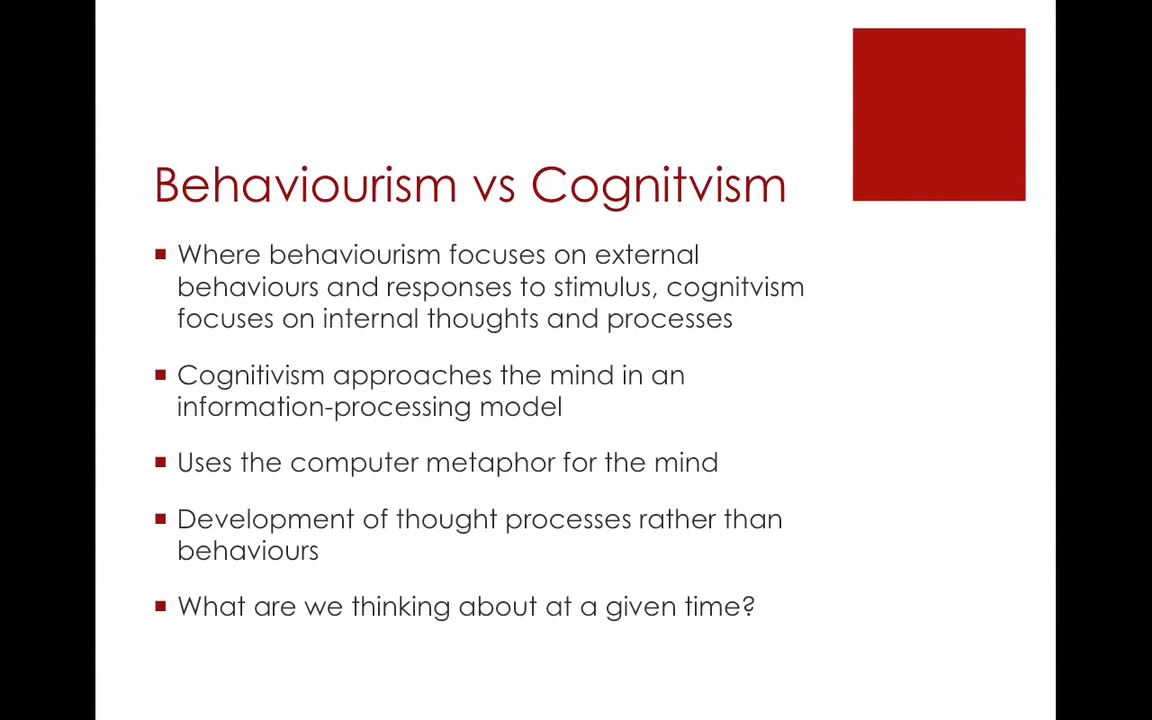 Behaviourism vs Cognitvism
Where behaviourism focuses on external
behaviours and responses to stimulus, cognitvism
focuses on internal thoughts and processes
Cognitivism approaches the mind in an
information-processing model
Uses the computer metaphor for the mind
Development of thought processes rather than
behaviours
What are we thinking about at a given time?